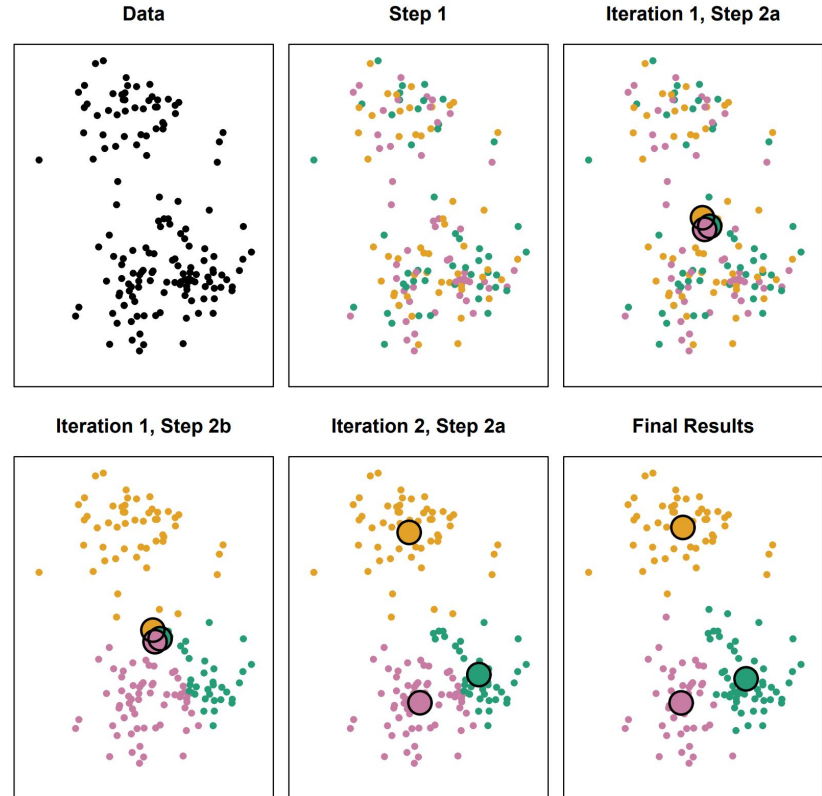 Data
Step 1
Iteration 1, Step 2a
Iteration 1, Step 2b
Iteration 2, Step 2a
Final Results